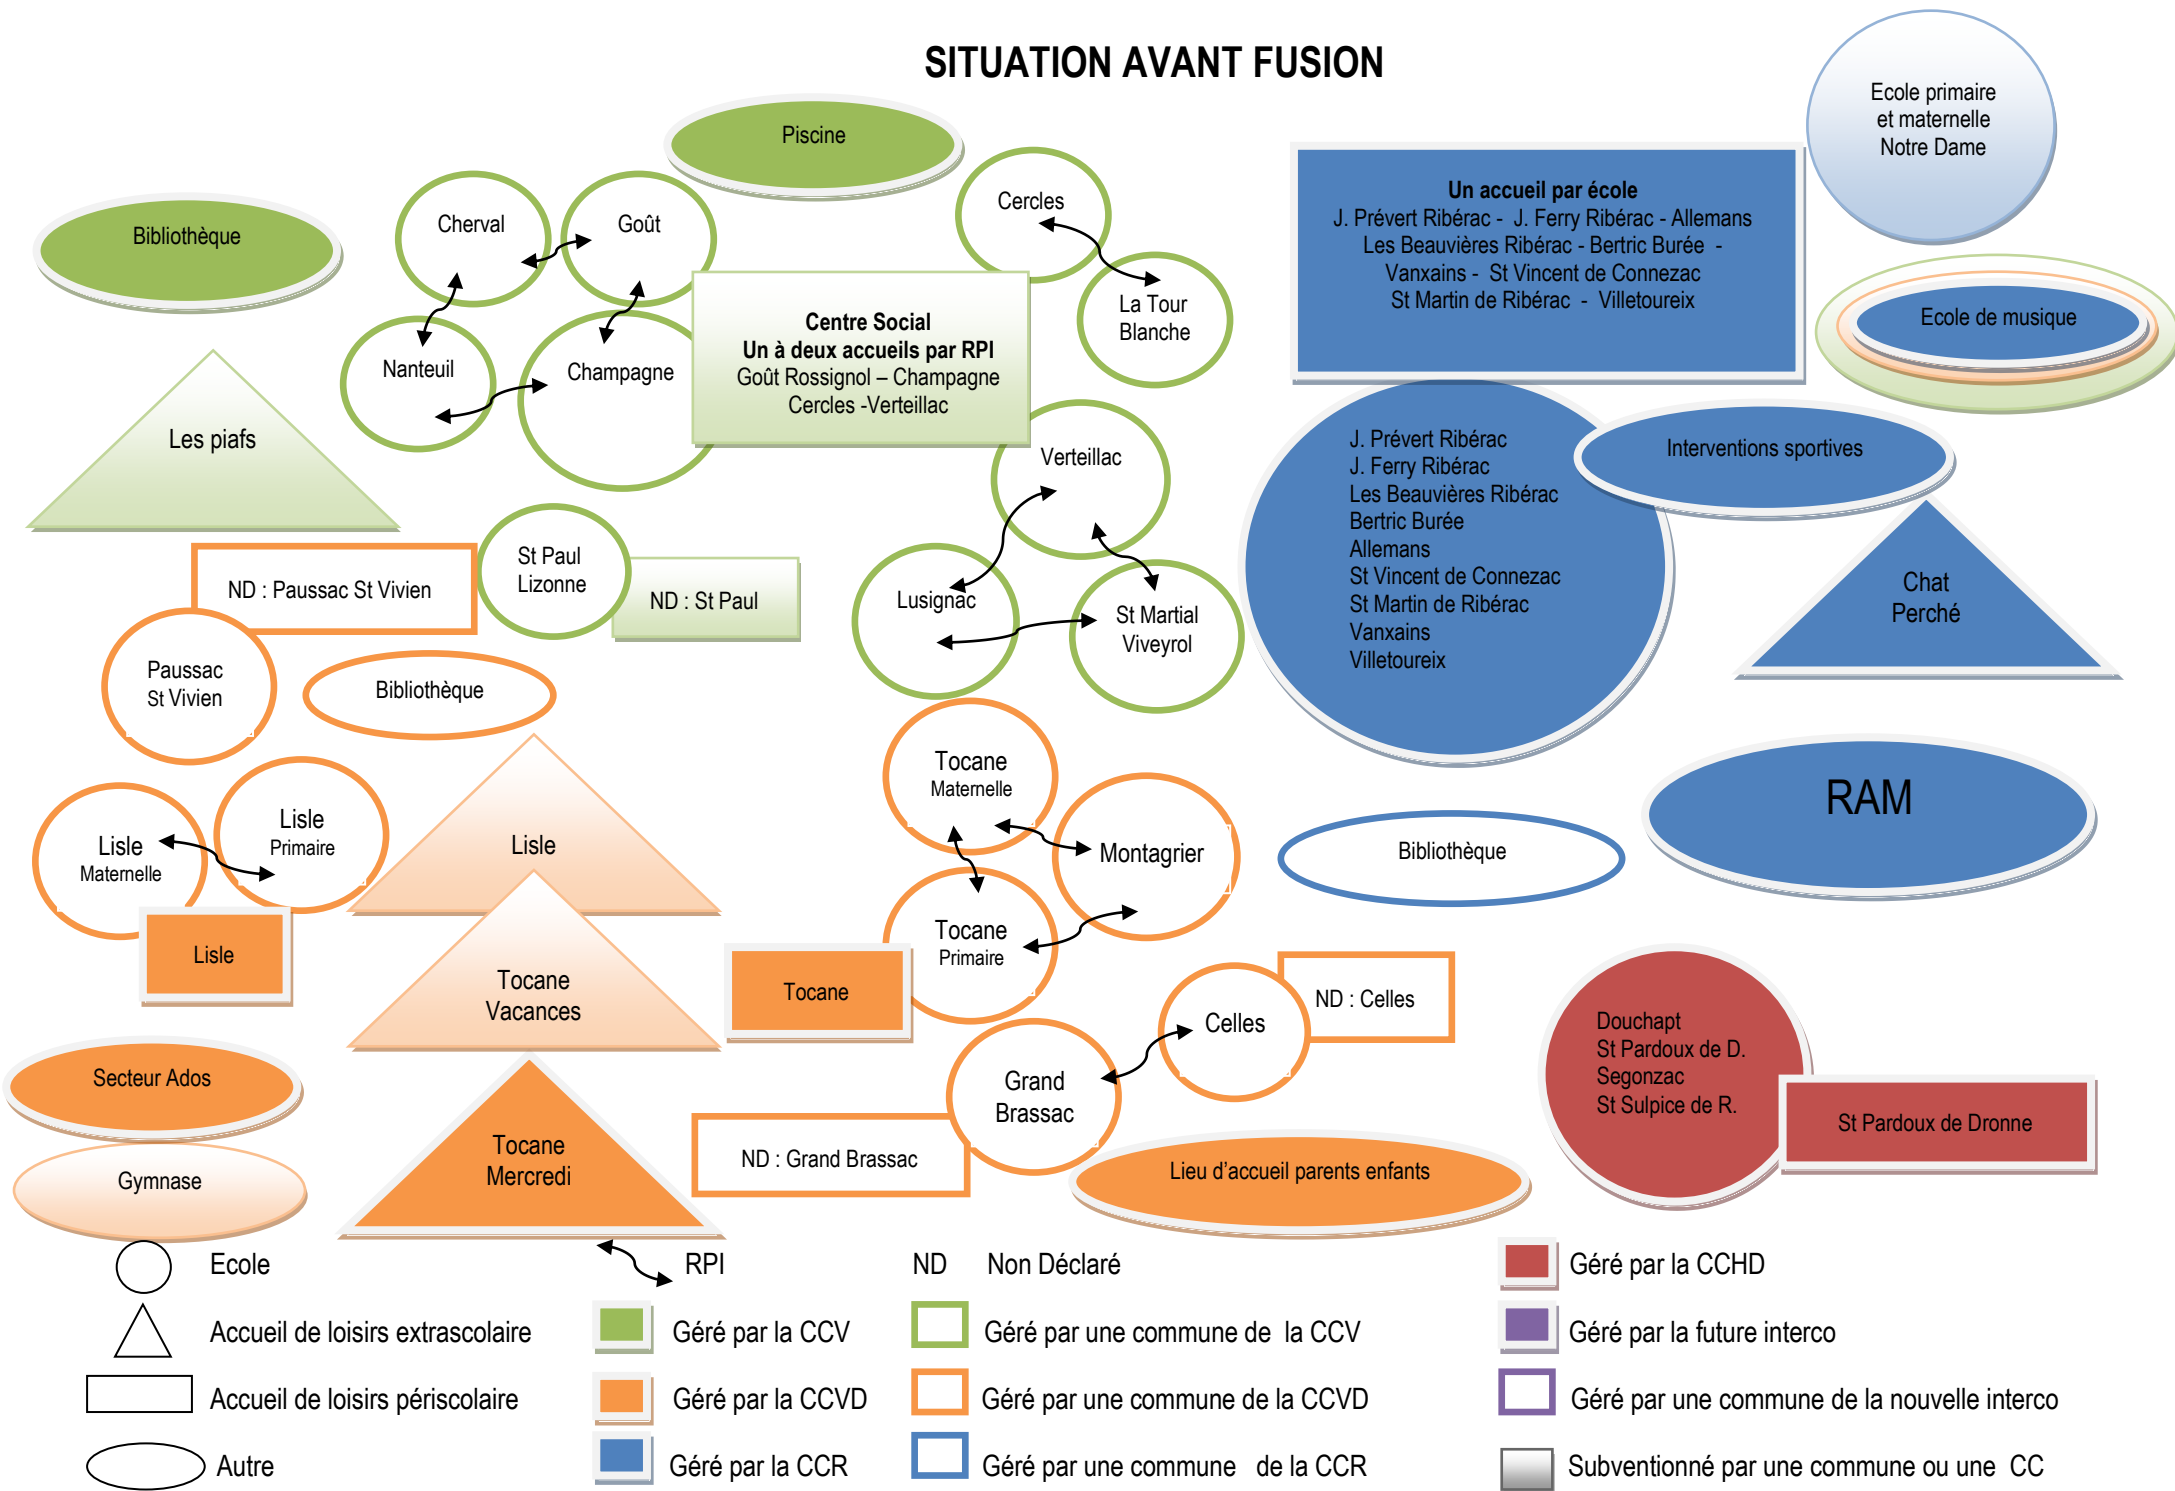 SITUATION AVANT FUSION
Ecole primaire
et maternelle
Notre Dame
Piscine
Bibliothèque
Cherval
Goût
Cercles
La Tour
Blanche
Nanteuil
Champagne
Centre Social
Un à deux accueils par RPI
Goût Rossignol – Champagne
Cercles -Verteillac
Un accueil par école
J. Prévert Ribérac - J. Ferry Ribérac - Allemans
Les Beauvières Ribérac - Bertric Burée -
Vanxains - St Vincent de Connezac
St Martin de Ribérac - Villetoureix
Ecole de musique
Les piafs
Verteillac
J. Prévert Ribérac
J. Ferry Ribérac
Les Beauvières Ribérac
Bertric Burée
Allemans
St Vincent de Connezac
St Martin de Ribérac
Vanxains
Villetoureix
Interventions sportives
Chat
Perché
ND : Paussac St Vivien
St Paul
Lizonne
ND : St Paul
Lusignac
St Martial
Viveyrol
Paussac
St Vivien
Bibliothèque
Tocane
Maternelle
Montagrier
Bibliothèque
RAM
Lisle
Maternelle
Lisle
Primaire
Lisle
Lisle
Tocane
Vacances
Tocane
Tocane
Primaire
Celles
ND : Celles
Douchapt
St Pardoux de D.
Segonzac
St Sulpice de R.
St Pardoux de Dronne
Secteur Ados
Gymnase
Tocane
Mercredi
Grand
Brassac
ND : Grand Brassac
Lieu d'accueil parents enfants
Ecole
RPI
ND Non Déclaré
Géré par la CCHD
Accueil de loisirs extrascolaire
Géré par la CCV
Géré par une commune de la CCV
Géré par la future interco
Accueil de loisirs périscolaire
Géré par la CCVD
Géré par une commune de la CCVD
Géré par une commune de la nouvelle interco
Autre
Géré par la CCR
Géré par une commune de la CCR
Subventionné par une commune ou une CC